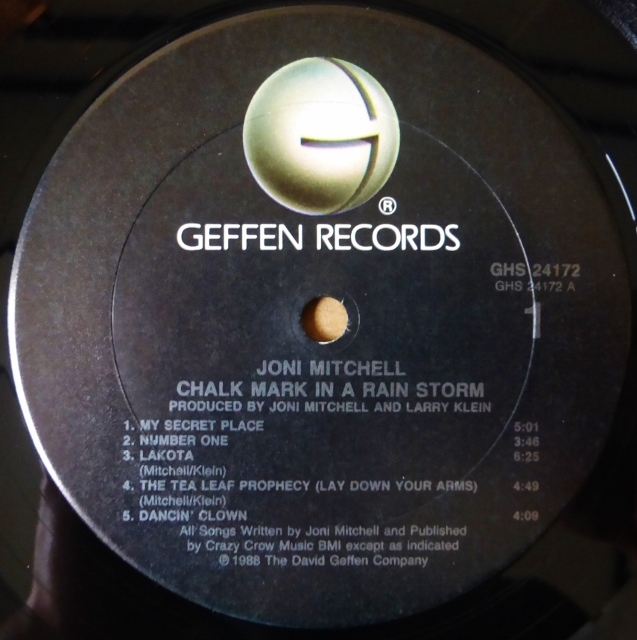 ®
GEFFEN RECORDS
GHS 24172
GHS 24172 A
1
JONI MITCHELL
CHALK MARK IN A RAIN STORM
PRODUCED BY JONI MITCHELL AND LARRY KLEIN
1. MY SECRET PLACE 5:01
2. NUMBER ONE 3:46
3. LAKOTA 6:25
(Mitchell/Klein)
4. THE TEA LEAF PROPHECY (LAY DOWN YOUR ARMS) 4:49
(Mitchell/Klein)
5. DANCIN' CLOWN 4:09
All Songs Written by Joni Mitchell and Published
by Crazy Crow Music BMI except as indicated
℗ 1988 The David Geffen Company